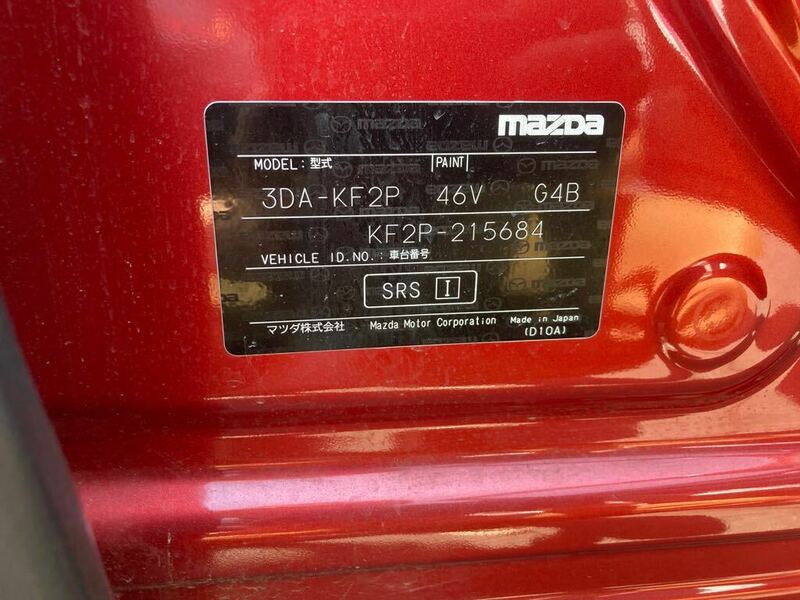 mazda
MODEL: 型式 PAINT
3DA-KF2P 46V G4B
KF2P-215684
VEHICLE ID.NO.: 車台番号
SRS I
マツダ株式会社 Mazda Motor Corporation Made in Japan
(D10A)